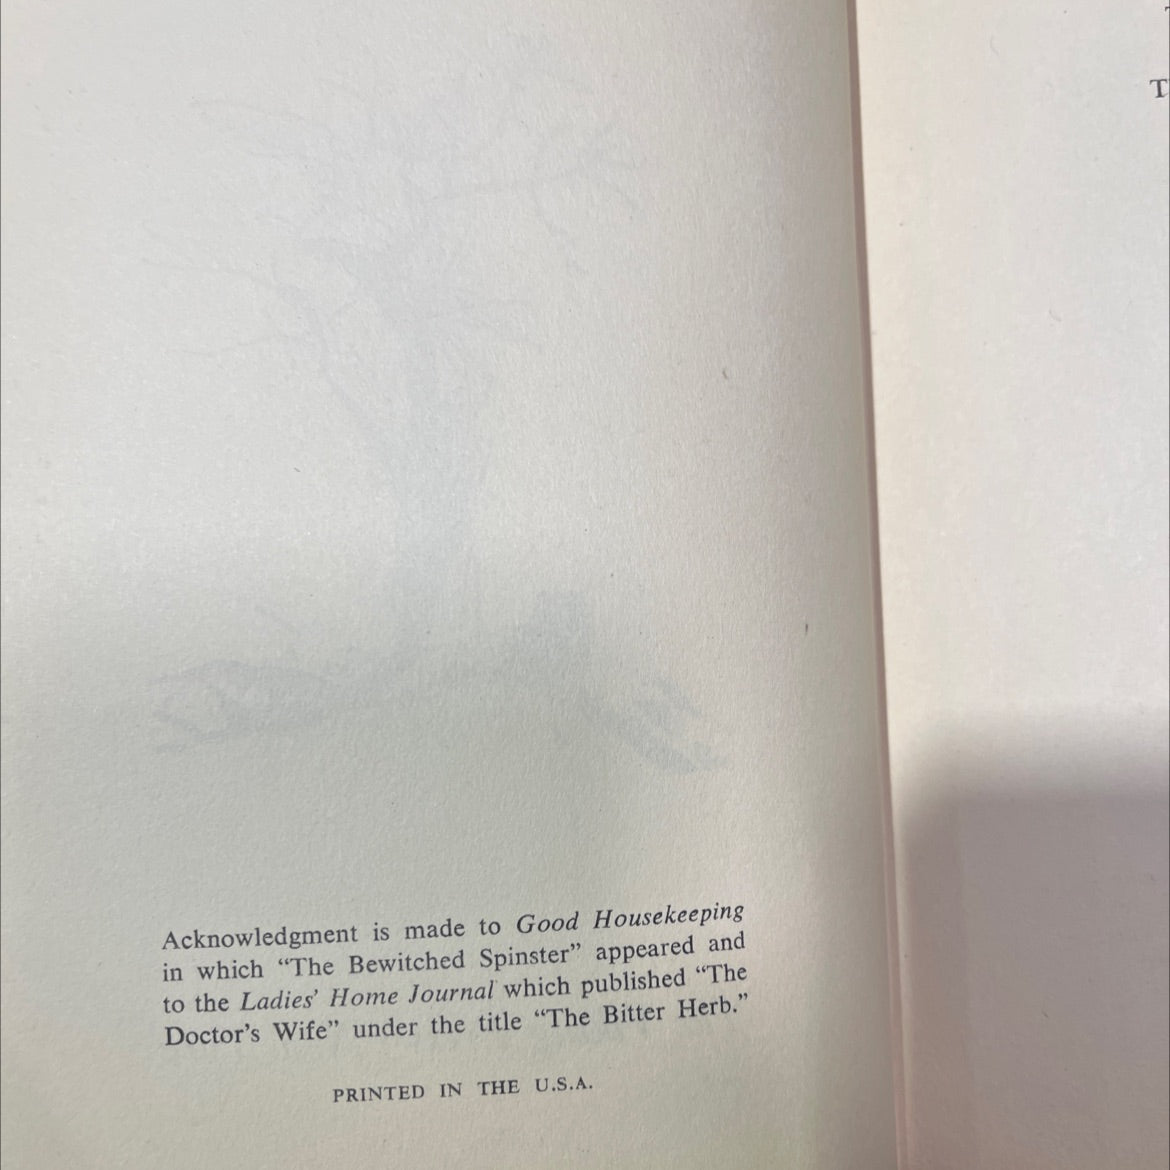 T
Acknowledgment is made to Good Housekeeping
in which “The Bewitched Spinster” appeared and
to the Ladies’ Home Journal which published “The
Doctor’s Wife” under the title “The Bitter Herb.”
PRINTED IN THE U.S.A.